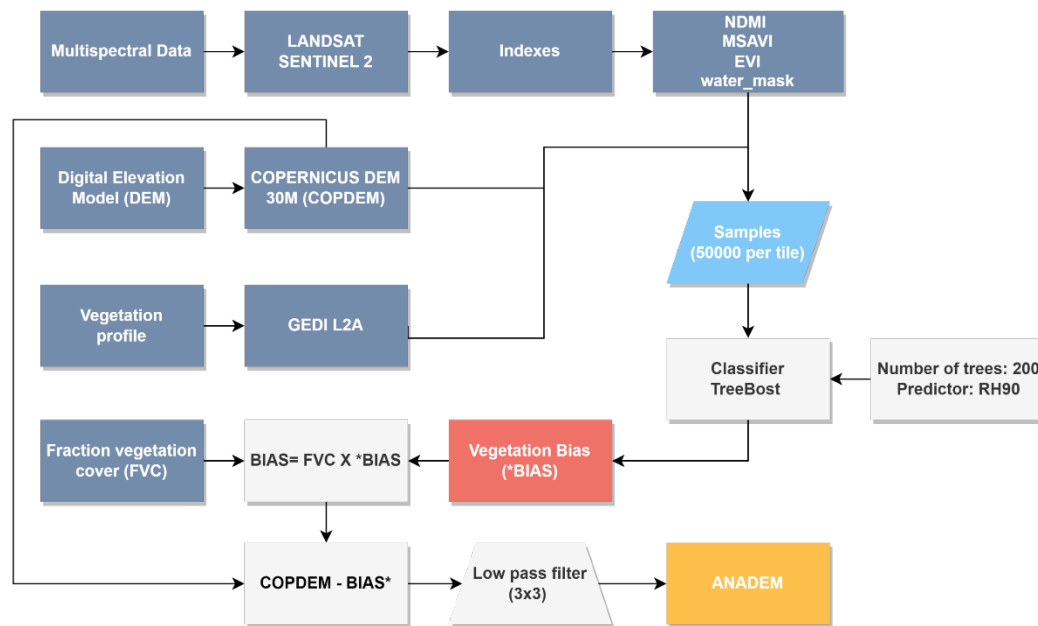 Multispectral Data
LANDSAT
SENTINEL 2
Indexes
NDMI
MSAVI
EVI
water_mask
Digital Elevation
Model (DEM)
COPERNICUS DEM
30M (COPDEM)
Samples
(50000 per tile)
Vegetation
profile
GEDI L2A
Classifier
TreeBost
Number of trees: 200
Predictor: RH90
Fraction vegetation
cover (FVC)
BIAS= FVC X *BIAS
Vegetation Bias
(*BIAS)
COPDEM - BIAS*
Low pass filter
(3x3)
ANADEM